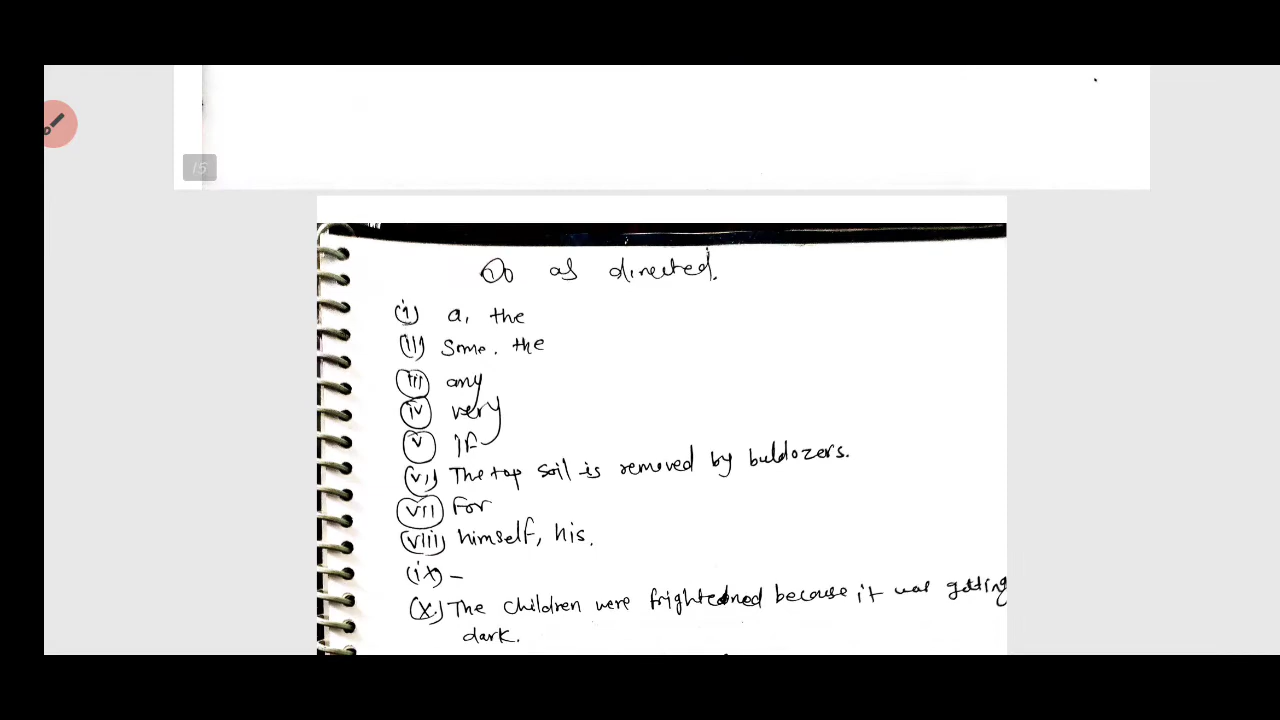 15
Do as directed.
(i) a, the
(ii) Some. the
(iii) any
(iv) very
(v) If
(vi) The top soil is removed by buldozers.
(vii) For
(viii) himself, his.
(ix) –
(x.) The children were frightened because it was getting
dark.